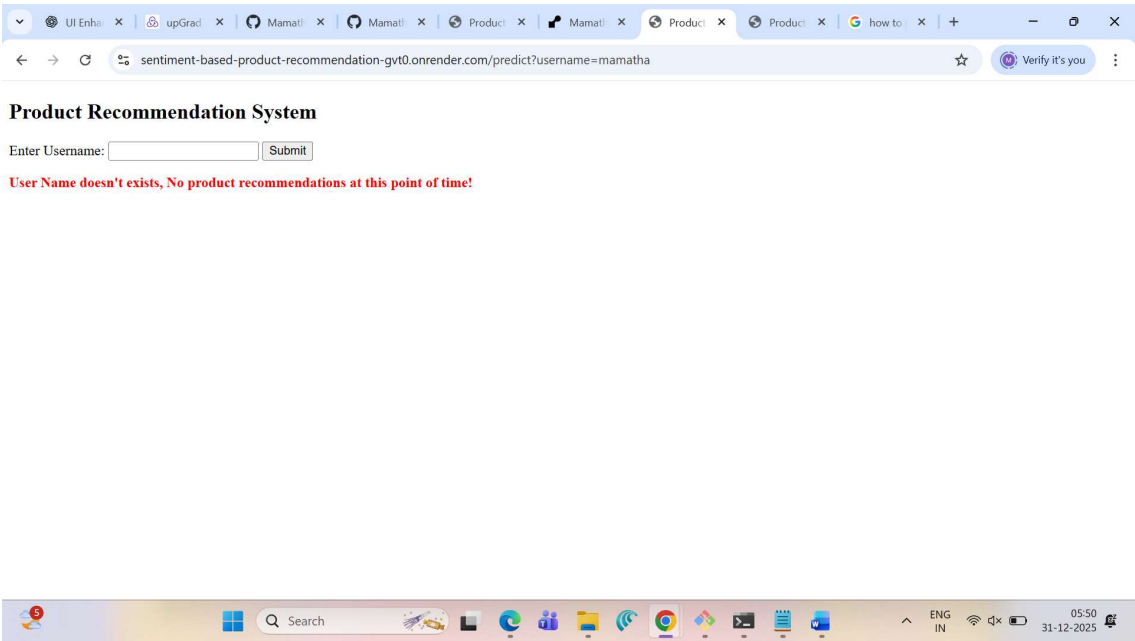 UI Enha
upGrad
Mamath
Mamath
Product
Mamath
Product
Product
how to
sentiment-based-product-recommendation-gvt0.onrender.com/predict?username=mamatha
M
Verify it's you
Product Recommendation System
Enter Username:
Submit
User Name doesn't exists, No product recommendations at this point of time!
5
Search
ENG
IN
05:50
31-12-2025